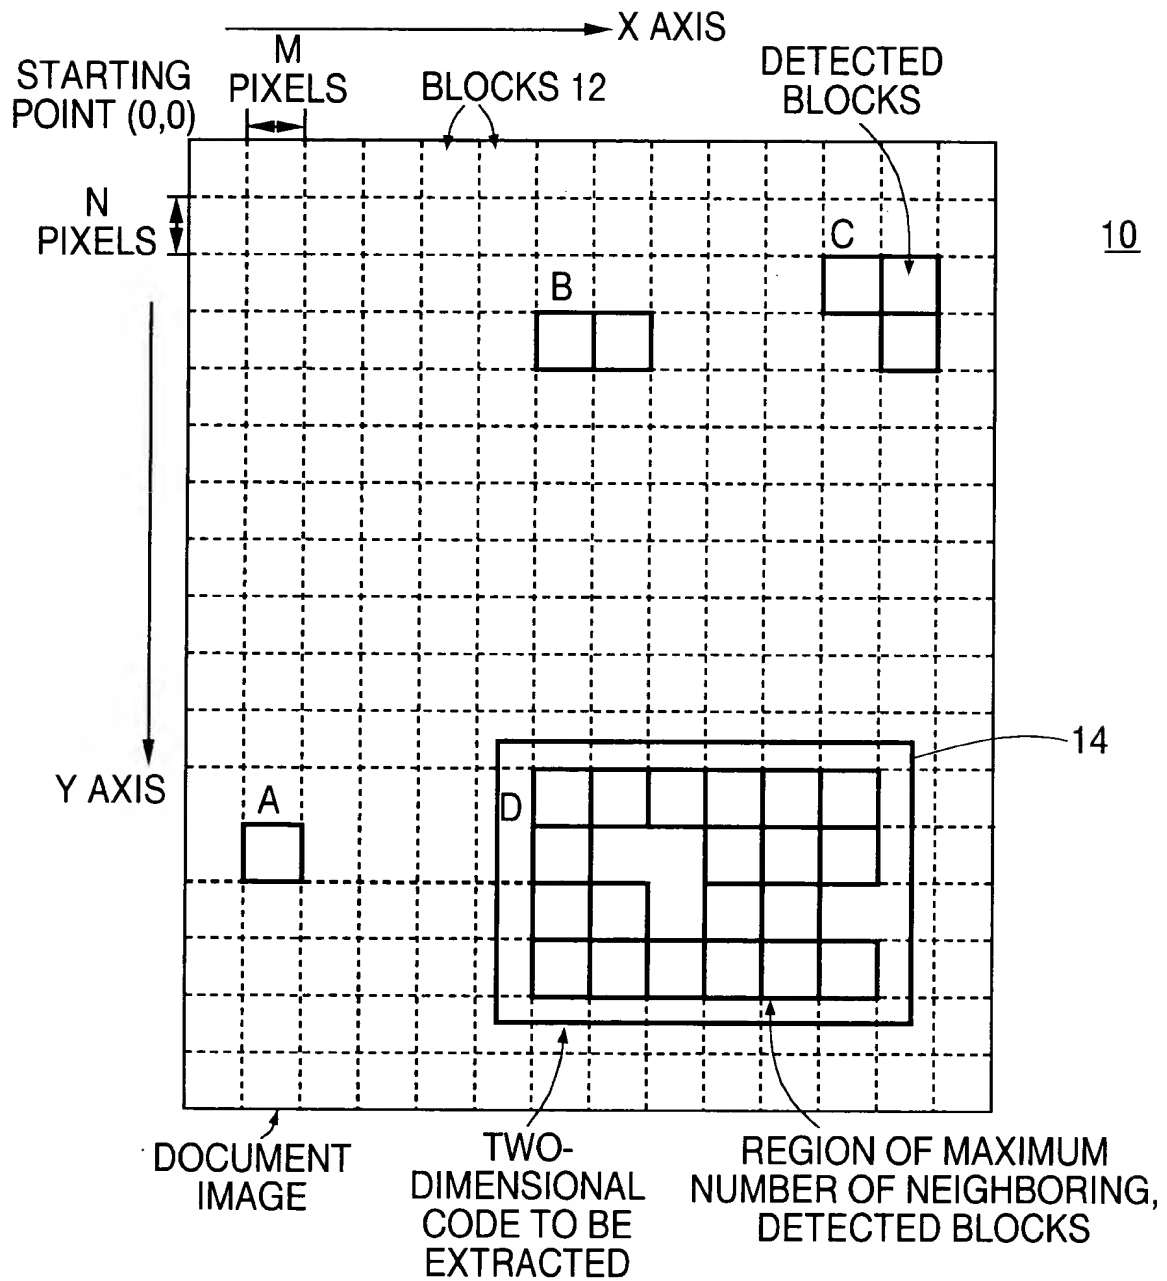 X AXIS
M
PIXELS
STARTING
POINT (0,0)
BLOCKS 12
DETECTED
BLOCKS
N
PIXELS
C
10
B
14
Y AXIS
A
D
DOCUMENT
IMAGE
TWO-
DIMENSIONAL
CODE TO BE
EXTRACTED
REGION OF MAXIMUM
NUMBER OF NEIGHBORING,
DETECTED BLOCKS